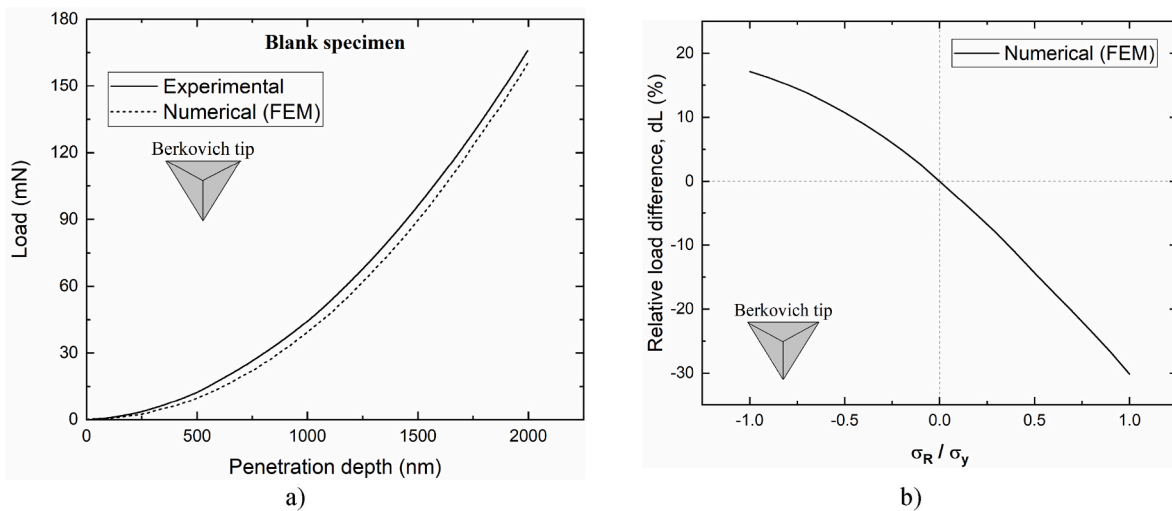 Blank specimen
Experimental
Numerical (FEM)
Berkovich tip
Load (mN)
180
150
120
90
60
30
0
0
500
1000
1500
2000
Penetration depth (nm)
a)
Numerical (FEM)
Berkovich tip
Relative load difference, dL (%)
20
10
0
-10
-20
-30
-1.0
-0.5
0.0
0.5
1.0
σR / σy
b)